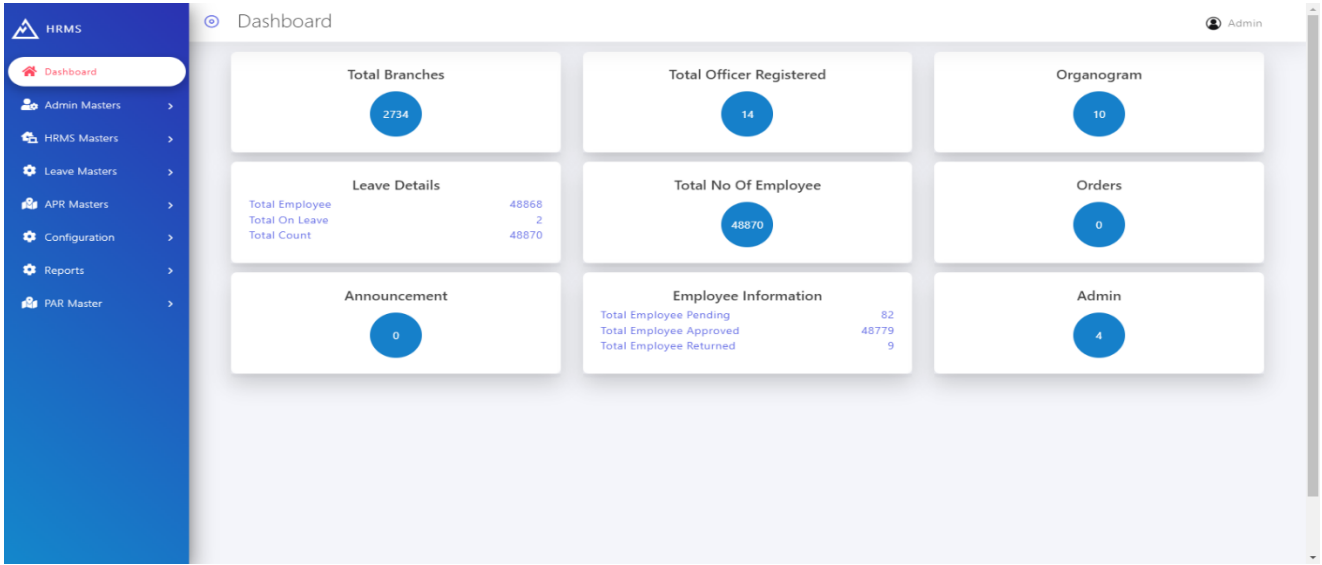 HRMS
Dashboard
Admin Masters
HRMS Masters
Leave Masters
APR Masters
Configuration
Reports
PAR Master
Dashboard
Admin
Total Branches
2734
Total Officer Registered
14
Organogram
10
Leave Details
Total Employee 48868
Total On Leave 2
Total Count 48870
Total No Of Employee
48870
Orders
0
Announcement
0
Employee Information
Total Employee Pending 82
Total Employee Approved 48779
Total Employee Returned 9
Admin
4